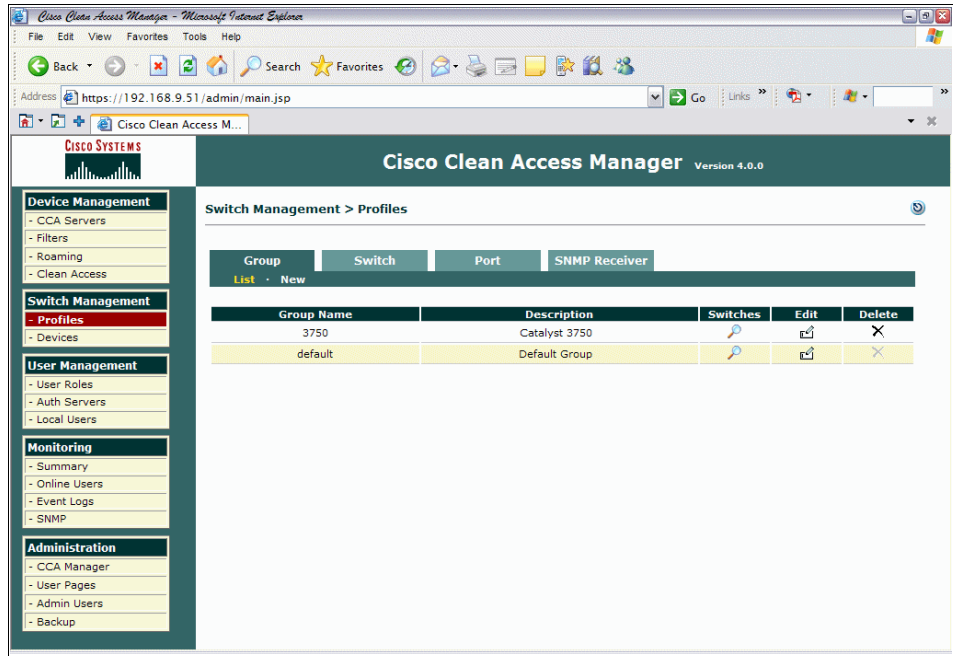 Cisco Clean Access Manager - Microsoft Internet Explorer
File Edit View Favorites Tools Help
Back Search Favorites
Address https://192.168.9.51/admin/main.jsp Go Links »
Cisco Clean Access M...
CISCO SYSTEMS
Cisco Clean Access Manager Version 4.0.0
Device Management
- CCA Servers
- Filters
- Roaming
- Clean Access
Switch Management
- Profiles
- Devices
User Management
- User Roles
- Auth Servers
- Local Users
Monitoring
- Summary
- Online Users
- Event Logs
- SNMP
Administration
- CCA Manager
- User Pages
- Admin Users
- Backup
Switch Management > Profiles
Group Switch Port SNMP Receiver
List · New
Group Name Description Switches Edit Delete
3750 Catalyst 3750
default Default Group